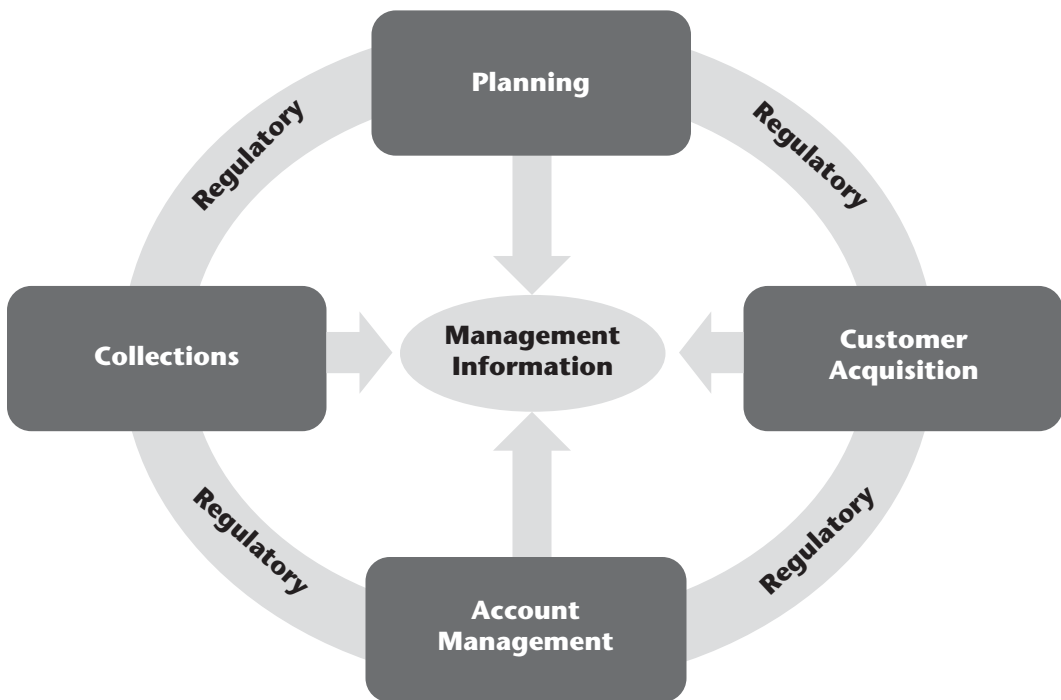 Planning
Regulatory
Regulatory
Collections
Management
Information
Customer
Acquisition
Regulatory
Regulatory
Account
Management